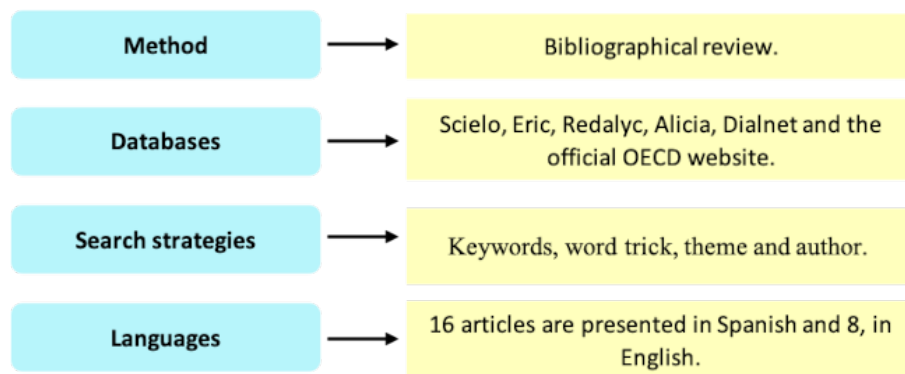 Method
Bibliographical review.
Databases
Scielo, Eric, Redalyc, Alicia, Dialnet and the
official OECD website.
Search strategies
Keywords, word trick, theme and author.
Languages
16 articles are presented in Spanish and 8, in
English.